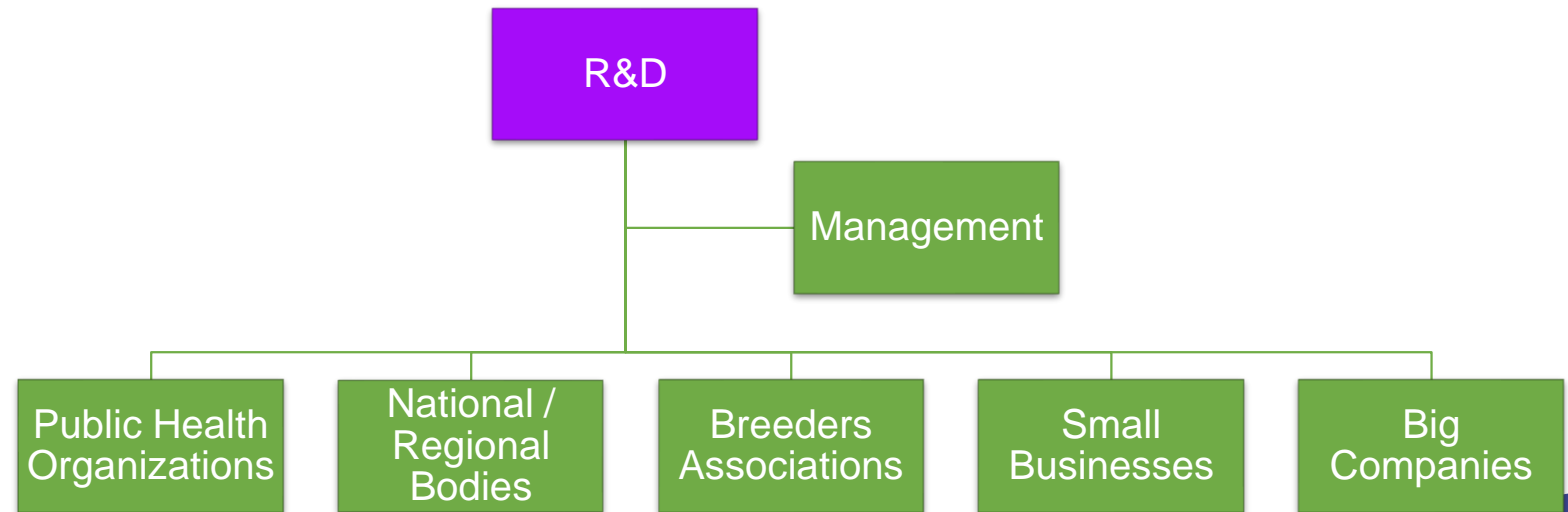 R&D
Management
Public Health
Organizations
National /
Regional
Bodies
Breeders
Associations
Small
Businesses
Big
Companies